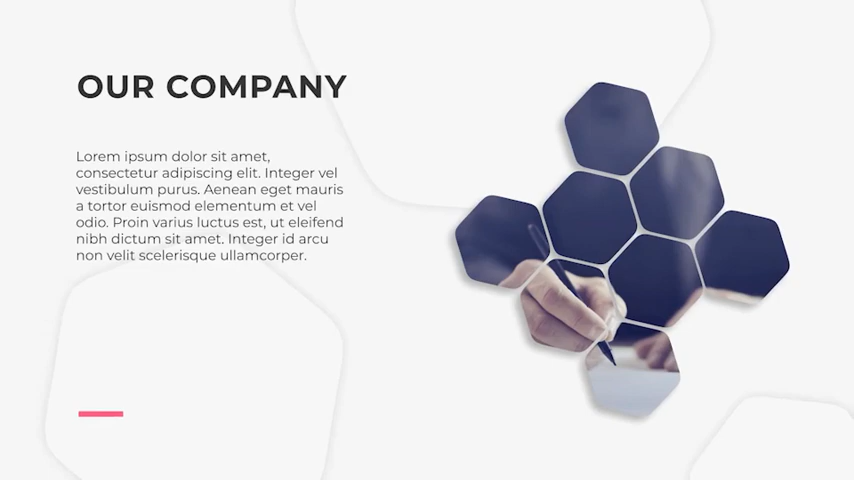 OUR COMPANY
Lorem ipsum dolor sit amet,
consectetur adipiscing elit. Integer vel
vestibulum purus. Aenean eget mauris
a tortor euismod elementum et vel
odio. Proin varius luctus est, ut eleifend
nibh dictum sit amet. Integer id arcu
non velit scelerisque ullamcorper.